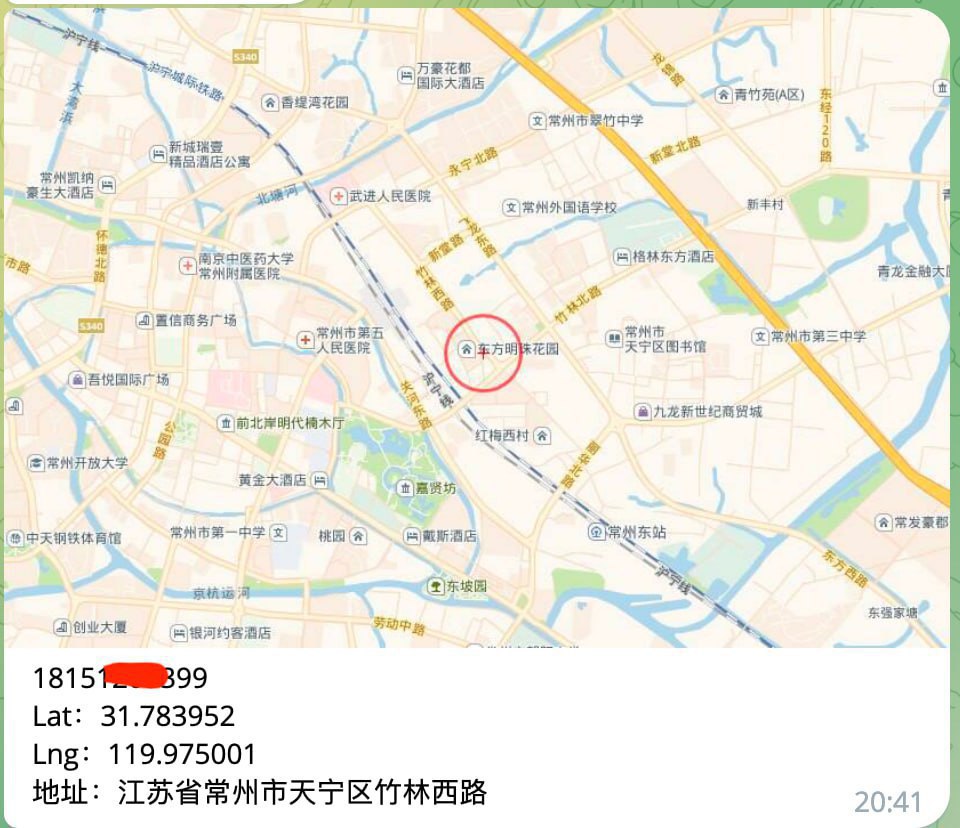 沪宁线
滨
S340
沪宁城际铁路
大湾浜
香缇湾花园
万豪花都
国际大酒店
龙锦路
青竹苑(A区)
东经120路
常州市翠竹中学
新堂北路
永宁北路
新城瑞壹
精品酒店公寓
常州凯纳
豪生大酒店
北塘河
武进人民医院
常州外国语学校
新丰村
青
怀德北路
市路
南京中医药大学
常州附属医院
新堂路
飞龙东路
竹林西路
格林东方酒店
青龙金融大厦
竹林北路
S340
置信商务广场
常州市第五
人民医院
东方明珠花园
常州市
天宁区图书馆
常州市第三中学
吾悦国际广场
沪宁线
关河东路
九龙新世纪商贸城
公园路
前北岸明代楠木厅
红梅西村
丽华北路
常州开放大学
黄金大酒店
嘉贤坊
常发豪郡
中天钢铁体育馆
常州市第一中学
桃园
戴斯酒店
常州东站
沪宁线
东方西路
京杭运河
东坡园
东强家塘
创业大厦
银河约客酒店
劳动中路
18151 399
Lat：31.783952
Lng：119.975001
地址：江苏省常州市天宁区竹林西路
20:41